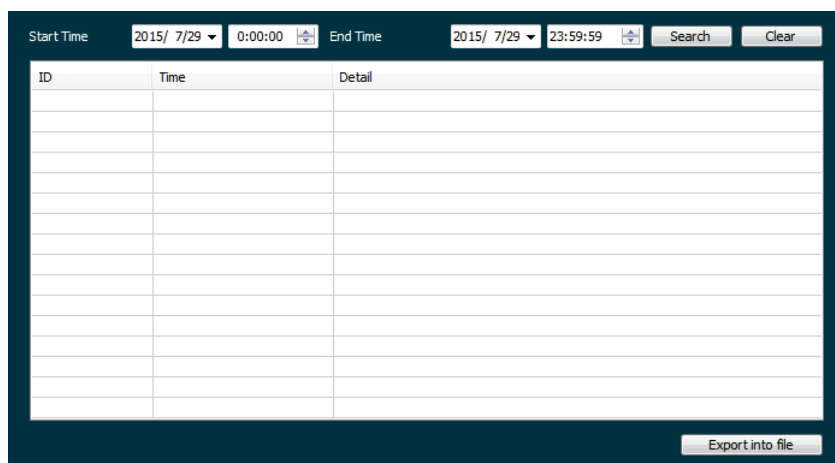 Start Time 2015/ 7/29 0:00:00 End Time 2015/ 7/29 23:59:59 Search Clear
ID Time Detail
Export into file